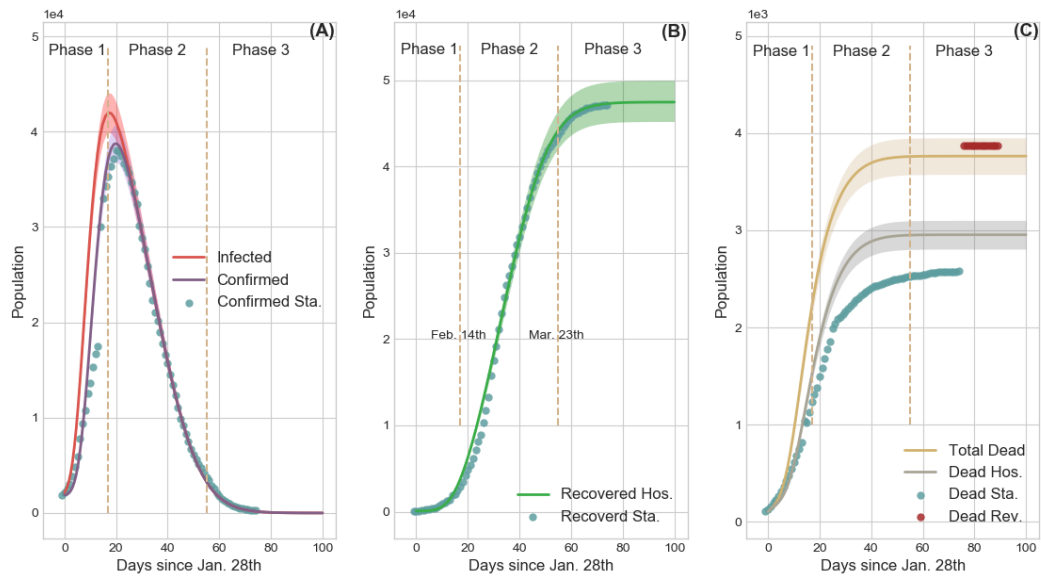 1e4
(A)
5
Phase 1
Phase 2
Phase 3
4
3
Infected
Confirmed
Confirmed Sta.
2
1
0
Population
0 20 40 60 80 100
Days since Jan. 28th
1e4
(B)
5
Phase 1
Phase 2
Phase 3
4
3
2
Feb. 14th
Mar. 23th
1
Recovered Hos.
Recoverd Sta.
0
Population
0 20 40 60 80 100
Days since Jan. 28th
1e3
(C)
5
Phase 1
Phase 2
Phase 3
4
3
2
1
Total Dead
Dead Hos.
Dead Sta.
Dead Rev.
0
Population
0 20 40 60 80 100
Days since Jan. 28th